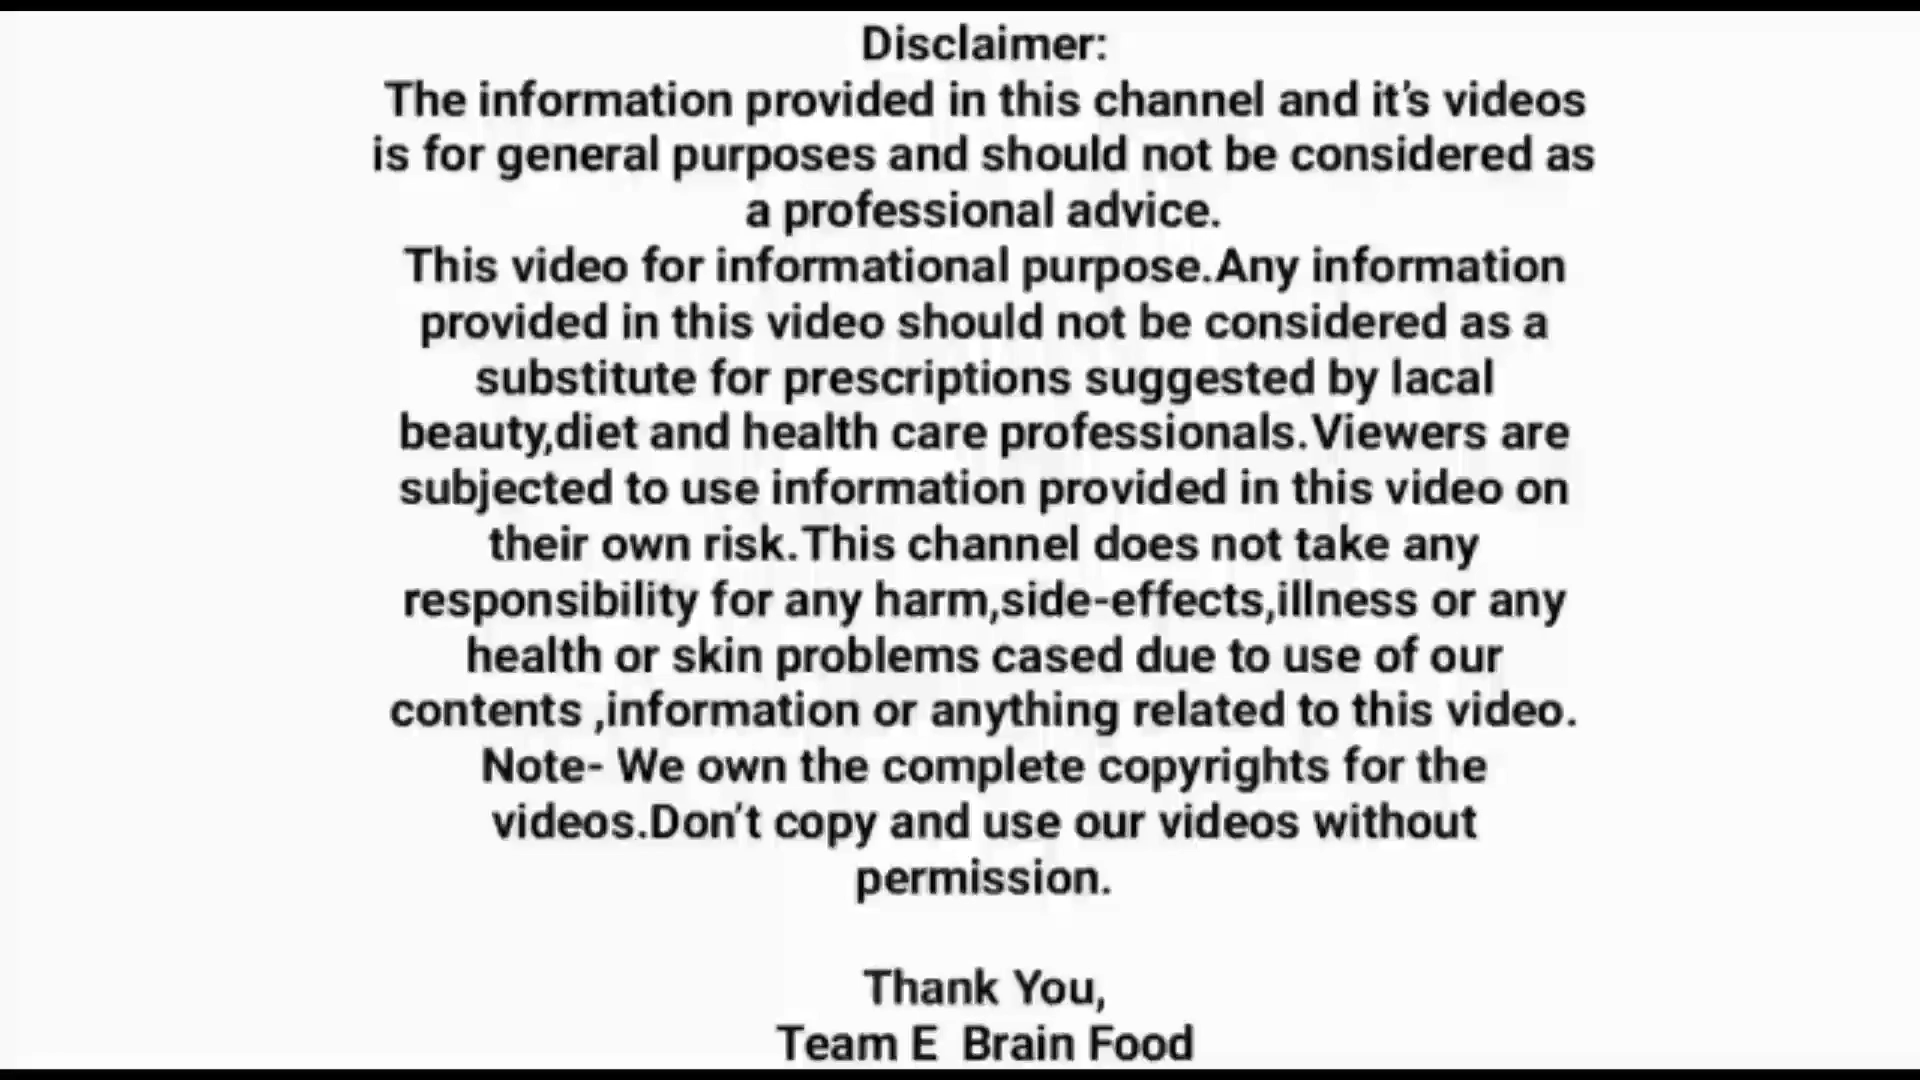 Disclaimer:
The information provided in this channel and it’s videos
is for general purposes and should not be considered as
a professional advice.
This video for informational purpose.Any information
provided in this video should not be considered as a
substitute for prescriptions suggested by lacal
beauty,diet and health care professionals.Viewers are
subjected to use information provided in this video on
their own risk.This channel does not take any
responsibility for any harm,side-effects,illness or any
health or skin problems cased due to use of our
contents ,information or anything related to this video.
Note- We own the complete copyrights for the
videos.Don’t copy and use our videos without
permission.
Thank You,
Team E  Brain Food